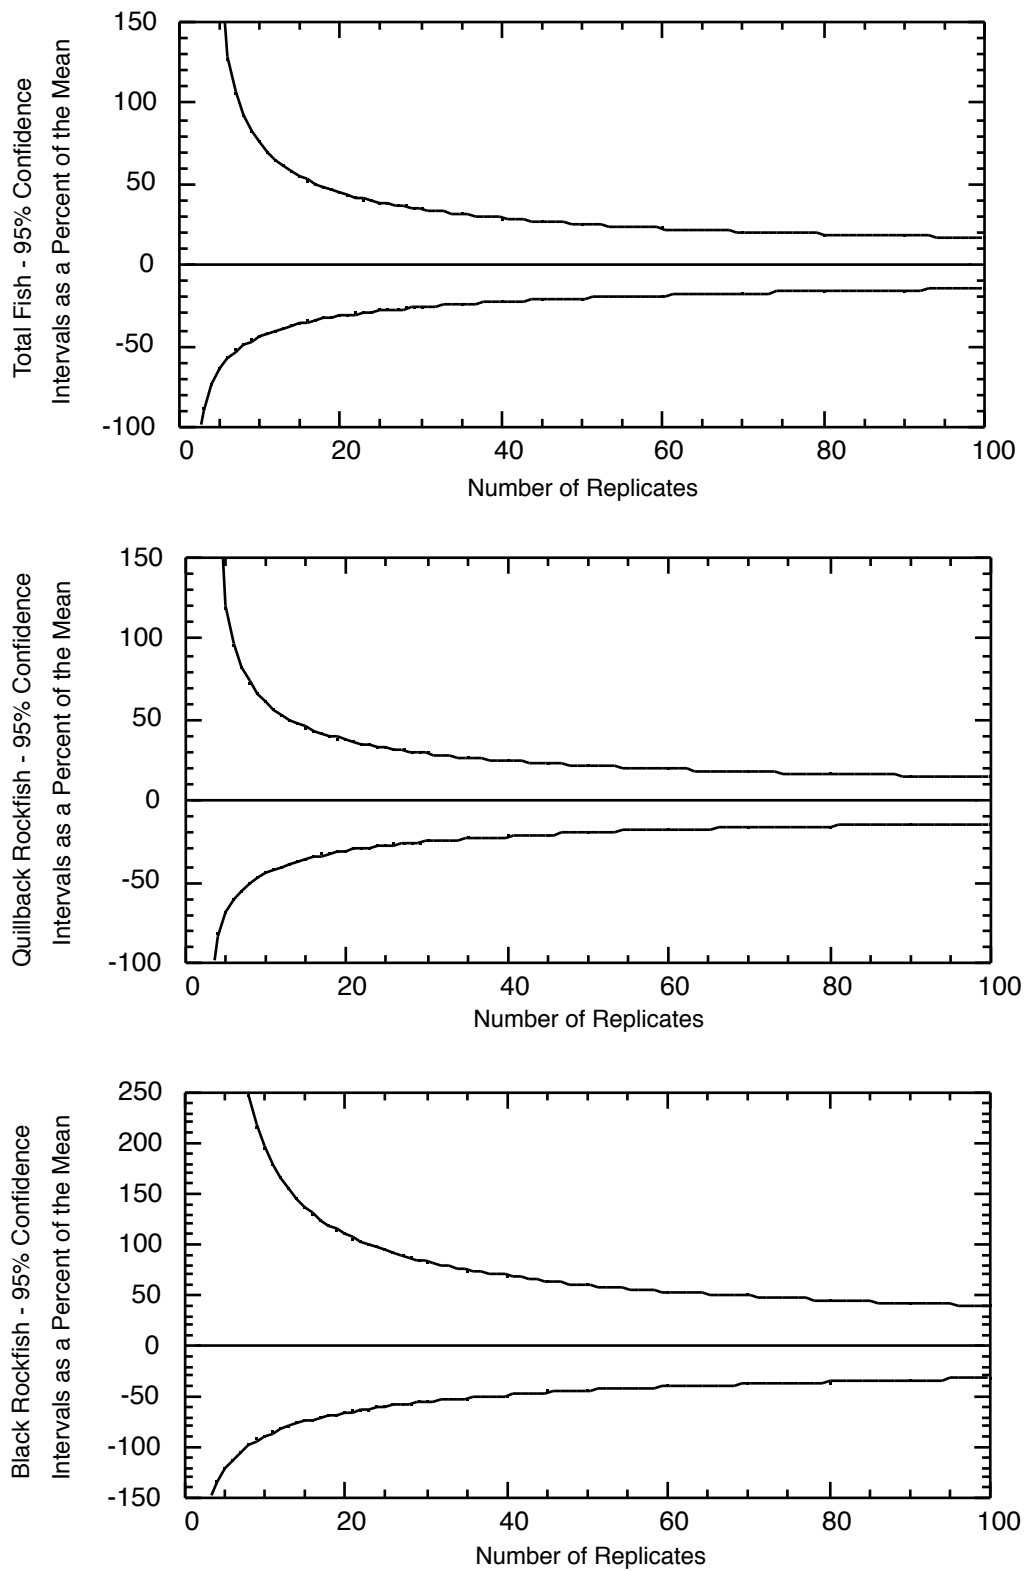 Total Fish - 95% Confidence
Intervals as a Percent of the Mean
150
100
50
0
-50
-100
0 20 40 60 80 100
Number of Replicates
Quillback Rockfish - 95% Confidence
Intervals as a Percent of the Mean
150
100
50
0
-50
-100
0 20 40 60 80 100
Number of Replicates
Black Rockfish - 95% Confidence
Intervals as a Percent of the Mean
250
200
150
100
50
0
-50
-100
-150
0 20 40 60 80 100
Number of Replicates